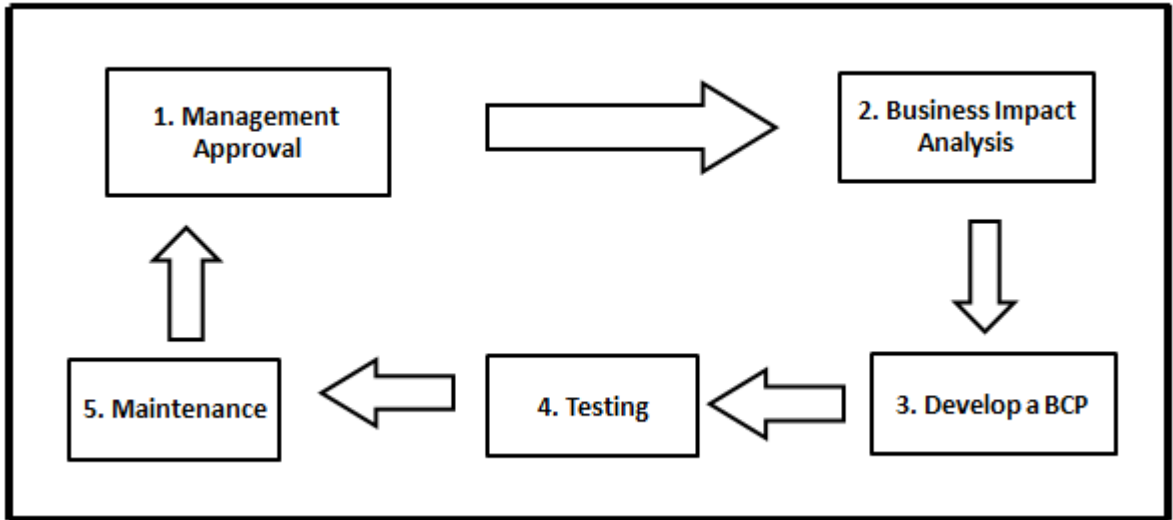 1. Management
Approval
2. Business Impact
Analysis
3. Develop a BCP
4. Testing
5. Maintenance